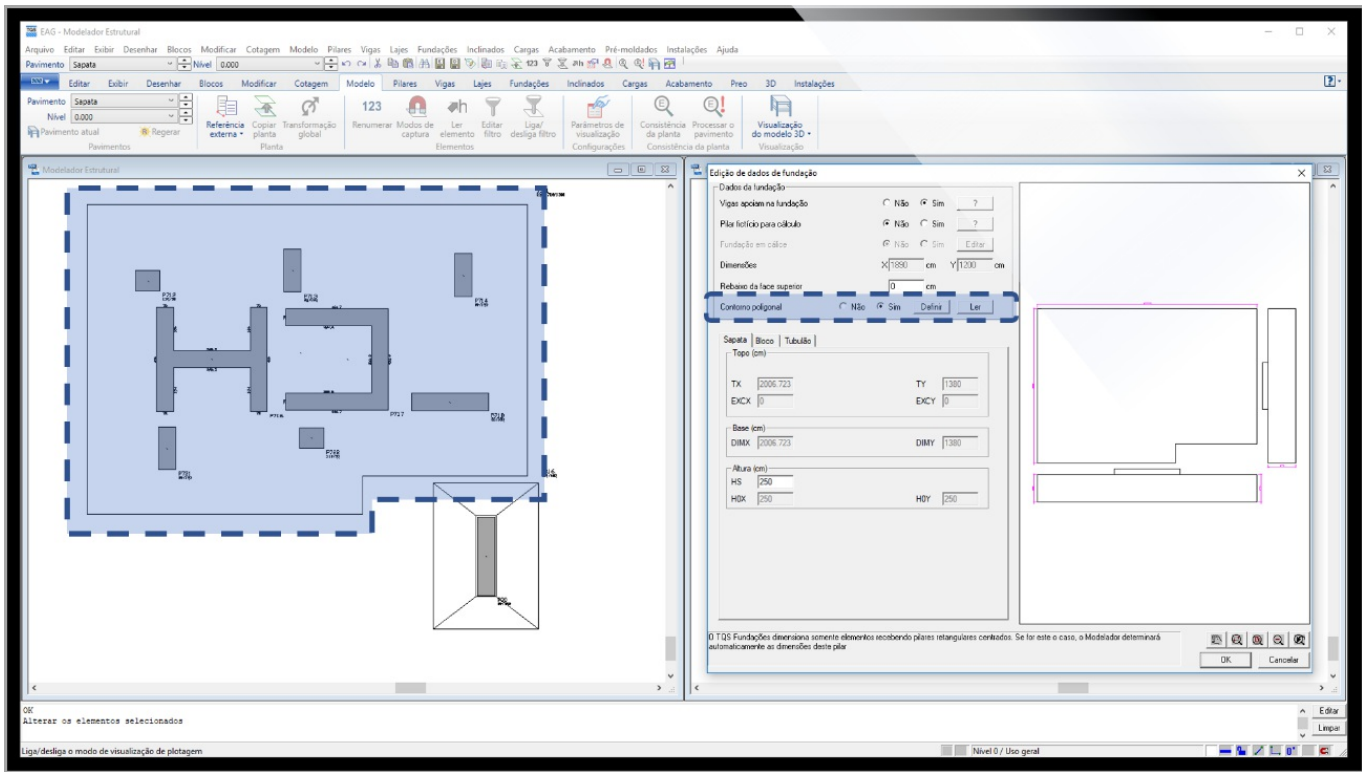 EAG - Modelador Estrutural
Arquivo Editar Exibir Desenhar Blocos Modificar Cotagem Modelo Pilares Vigas Lajes Fundações Inclinados Cargas Acabamento Pré-moldados Instalações Ajuda
Pavimento Sapata Nível 0.000
Editar Exibir Desenhar Blocos Modificar Cotagem Modelo Pilares Vigas Lajes Fundações Inclinados Cargas Acabamento Preo 3D Instalações
Pavimento Sapata
Nível 0.000
Pavimento atual Regerar
Pavimentos
Referência externa
Copiar planta
Transformação global
Planta
123
Renumerar
Modos de captura
Ler elemento
Editar filtro
Liga/ desliga filtro
Elementos
Parâmetros de visualização
Configurações
Consistência da planta
Processar o pavimento
Consistência da planta
Visualização do modelo 3D
Visualização
Modelador Estrutural
P712
P713
P714
P727
Edição de dados de fundação
Dados da fundação
Vigas apoiam na fundação Não Sim ?
Pilar fictício para cálculo Não Sim ?
Fundação em cálice Não Sim Editar
Dimensões X 1890 cm Y 1200 cm
Rebaixo da face superior 0 cm
Contorno poligonal Não Sim Definir Ler
Sapata Bloco Tubulão
Topo (cm)
TX 2006.723 TY 1380
EXCX 0 EXCY 0
Base (cm)
DIMX 2006.723 DIMY 1380
Altura (cm)
HS 250
H0X 250 H0Y 250
O TQS Fundações dimensiona somente elementos recebendo pilares retangulares centrados. Se for este o caso, o Modelador determinará
automaticamente as dimensões deste pilar
OK Cancelar
OK
Alterar os elementos selecionados
Editar
Limpar
Liga/desliga o modo de visualização de plotagem
Nível 0 / Uso geral